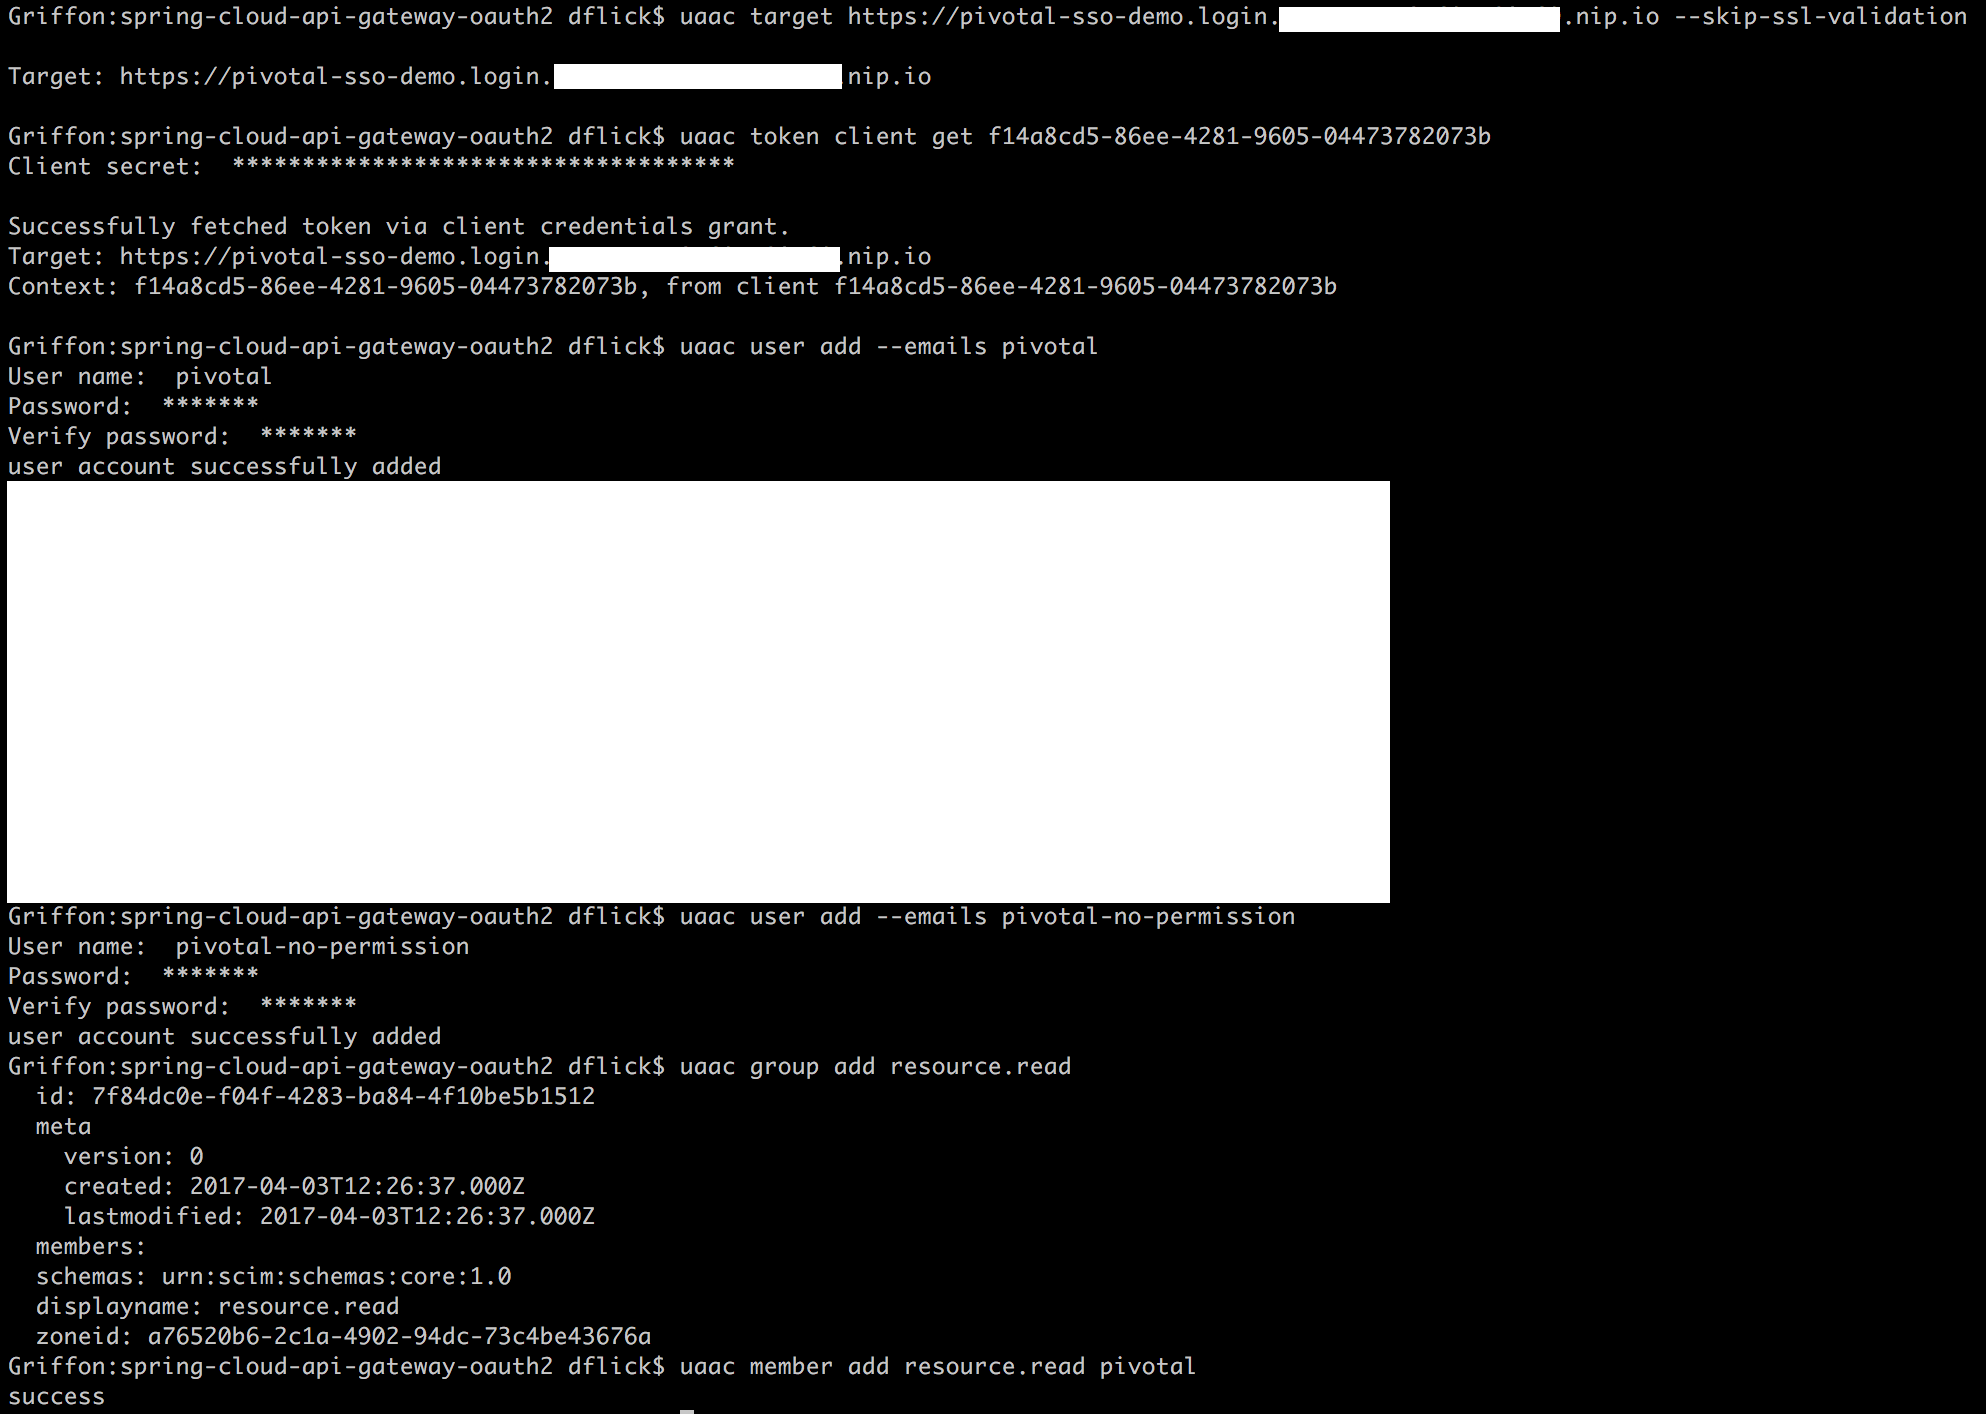 Griffon:spring-cloud-api-gateway-oauth2 dflick$ uaac target https://pivotal-sso-demo.login. .nip.io --skip-ssl-validation
Target: https://pivotal-sso-demo.login. nip.io
Griffon:spring-cloud-api-gateway-oauth2 dflick$ uaac token client get f14a8cd5-86ee-4281-9605-04473782073b
Client secret:  ************************************
Successfully fetched token via client credentials grant.
Target: https://pivotal-sso-demo.login. .nip.io
Context: f14a8cd5-86ee-4281-9605-04473782073b, from client f14a8cd5-86ee-4281-9605-04473782073b
Griffon:spring-cloud-api-gateway-oauth2 dflick$ uaac user add --emails pivotal
User name:  pivotal
Password:  *******
Verify password:  *******
user account successfully added
Griffon:spring-cloud-api-gateway-oauth2 dflick$ uaac user add --emails pivotal-no-permission
User name:  pivotal-no-permission
Password:  *******
Verify password:  *******
user account successfully added
Griffon:spring-cloud-api-gateway-oauth2 dflick$ uaac group add resource.read
  id: 7f84dc0e-f04f-4283-ba84-4f10be5b1512
  meta
    version: 0
    created: 2017-04-03T12:26:37.000Z
    lastmodified: 2017-04-03T12:26:37.000Z
  members:
  schemas: urn:scim:schemas:core:1.0
  displayname: resource.read
  zoneid: a76520b6-2c1a-4902-94dc-73c4be43676a
Griffon:spring-cloud-api-gateway-oauth2 dflick$ uaac member add resource.read pivotal
success